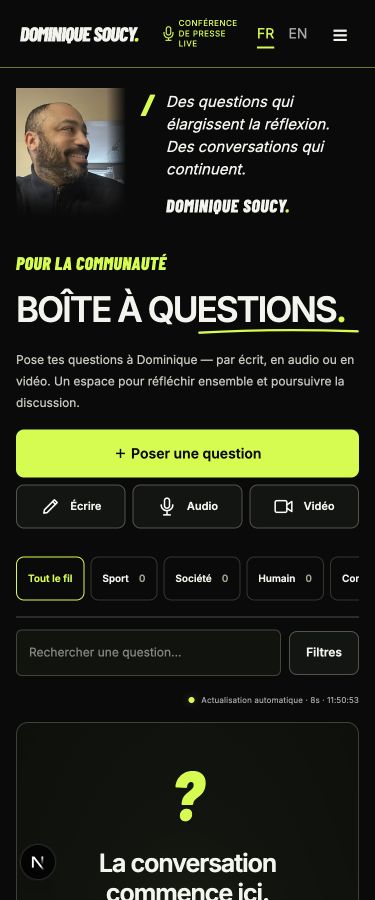 DOMINIQUE SOUCY.
CONFÉRENCE
DE PRESSE
LIVE
FR EN
Des questions qui
élargissent la réflexion.
Des conversations qui
continuent.
DOMINIQUE SOUCY.
POUR LA COMMUNAUTÉ
BOÎTE À QUESTIONS.
Pose tes questions à Dominique — par écrit, en audio ou en
vidéo. Un espace pour réfléchir ensemble et poursuivre la
discussion.
+ Poser une question
Écrire Audio Vidéo
Tout le fil Sport 0 Société 0 Humain 0 Cor
Rechercher une question... Filtres
Actualisation automatique · 8s · 11:50:53
?
N
La conversation
commence ici.